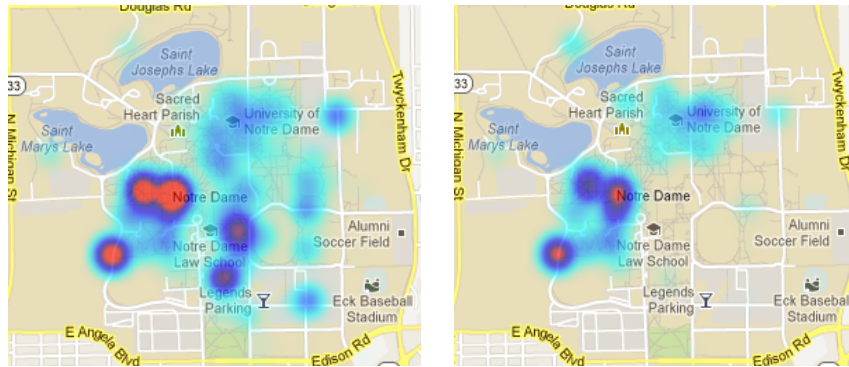 Douglas Rd
Saint
Josephs Lake
33
Twyckenham Dr
N Michigan St
Sacred
Heart Parish
University of
Notre Dame
Saint
Marys Lake
Notre Dame
Alumni
Soccer Field
Notre Dame
Law School
Legends
Parking
Eck Baseball
Stadium
E Angela Blvd
Edison Rd
Douglas Rd
Saint
Josephs Lake
33
Twyckenham Dr
N Michigan St
Sacred
Heart Parish
University of
Notre Dame
Saint
Marys Lake
Notre Dame
Alumni
Soccer Field
Notre Dame
Law School
Legends
Parking
Eck Baseball
Stadium
E Angela Blvd
Edison Rd